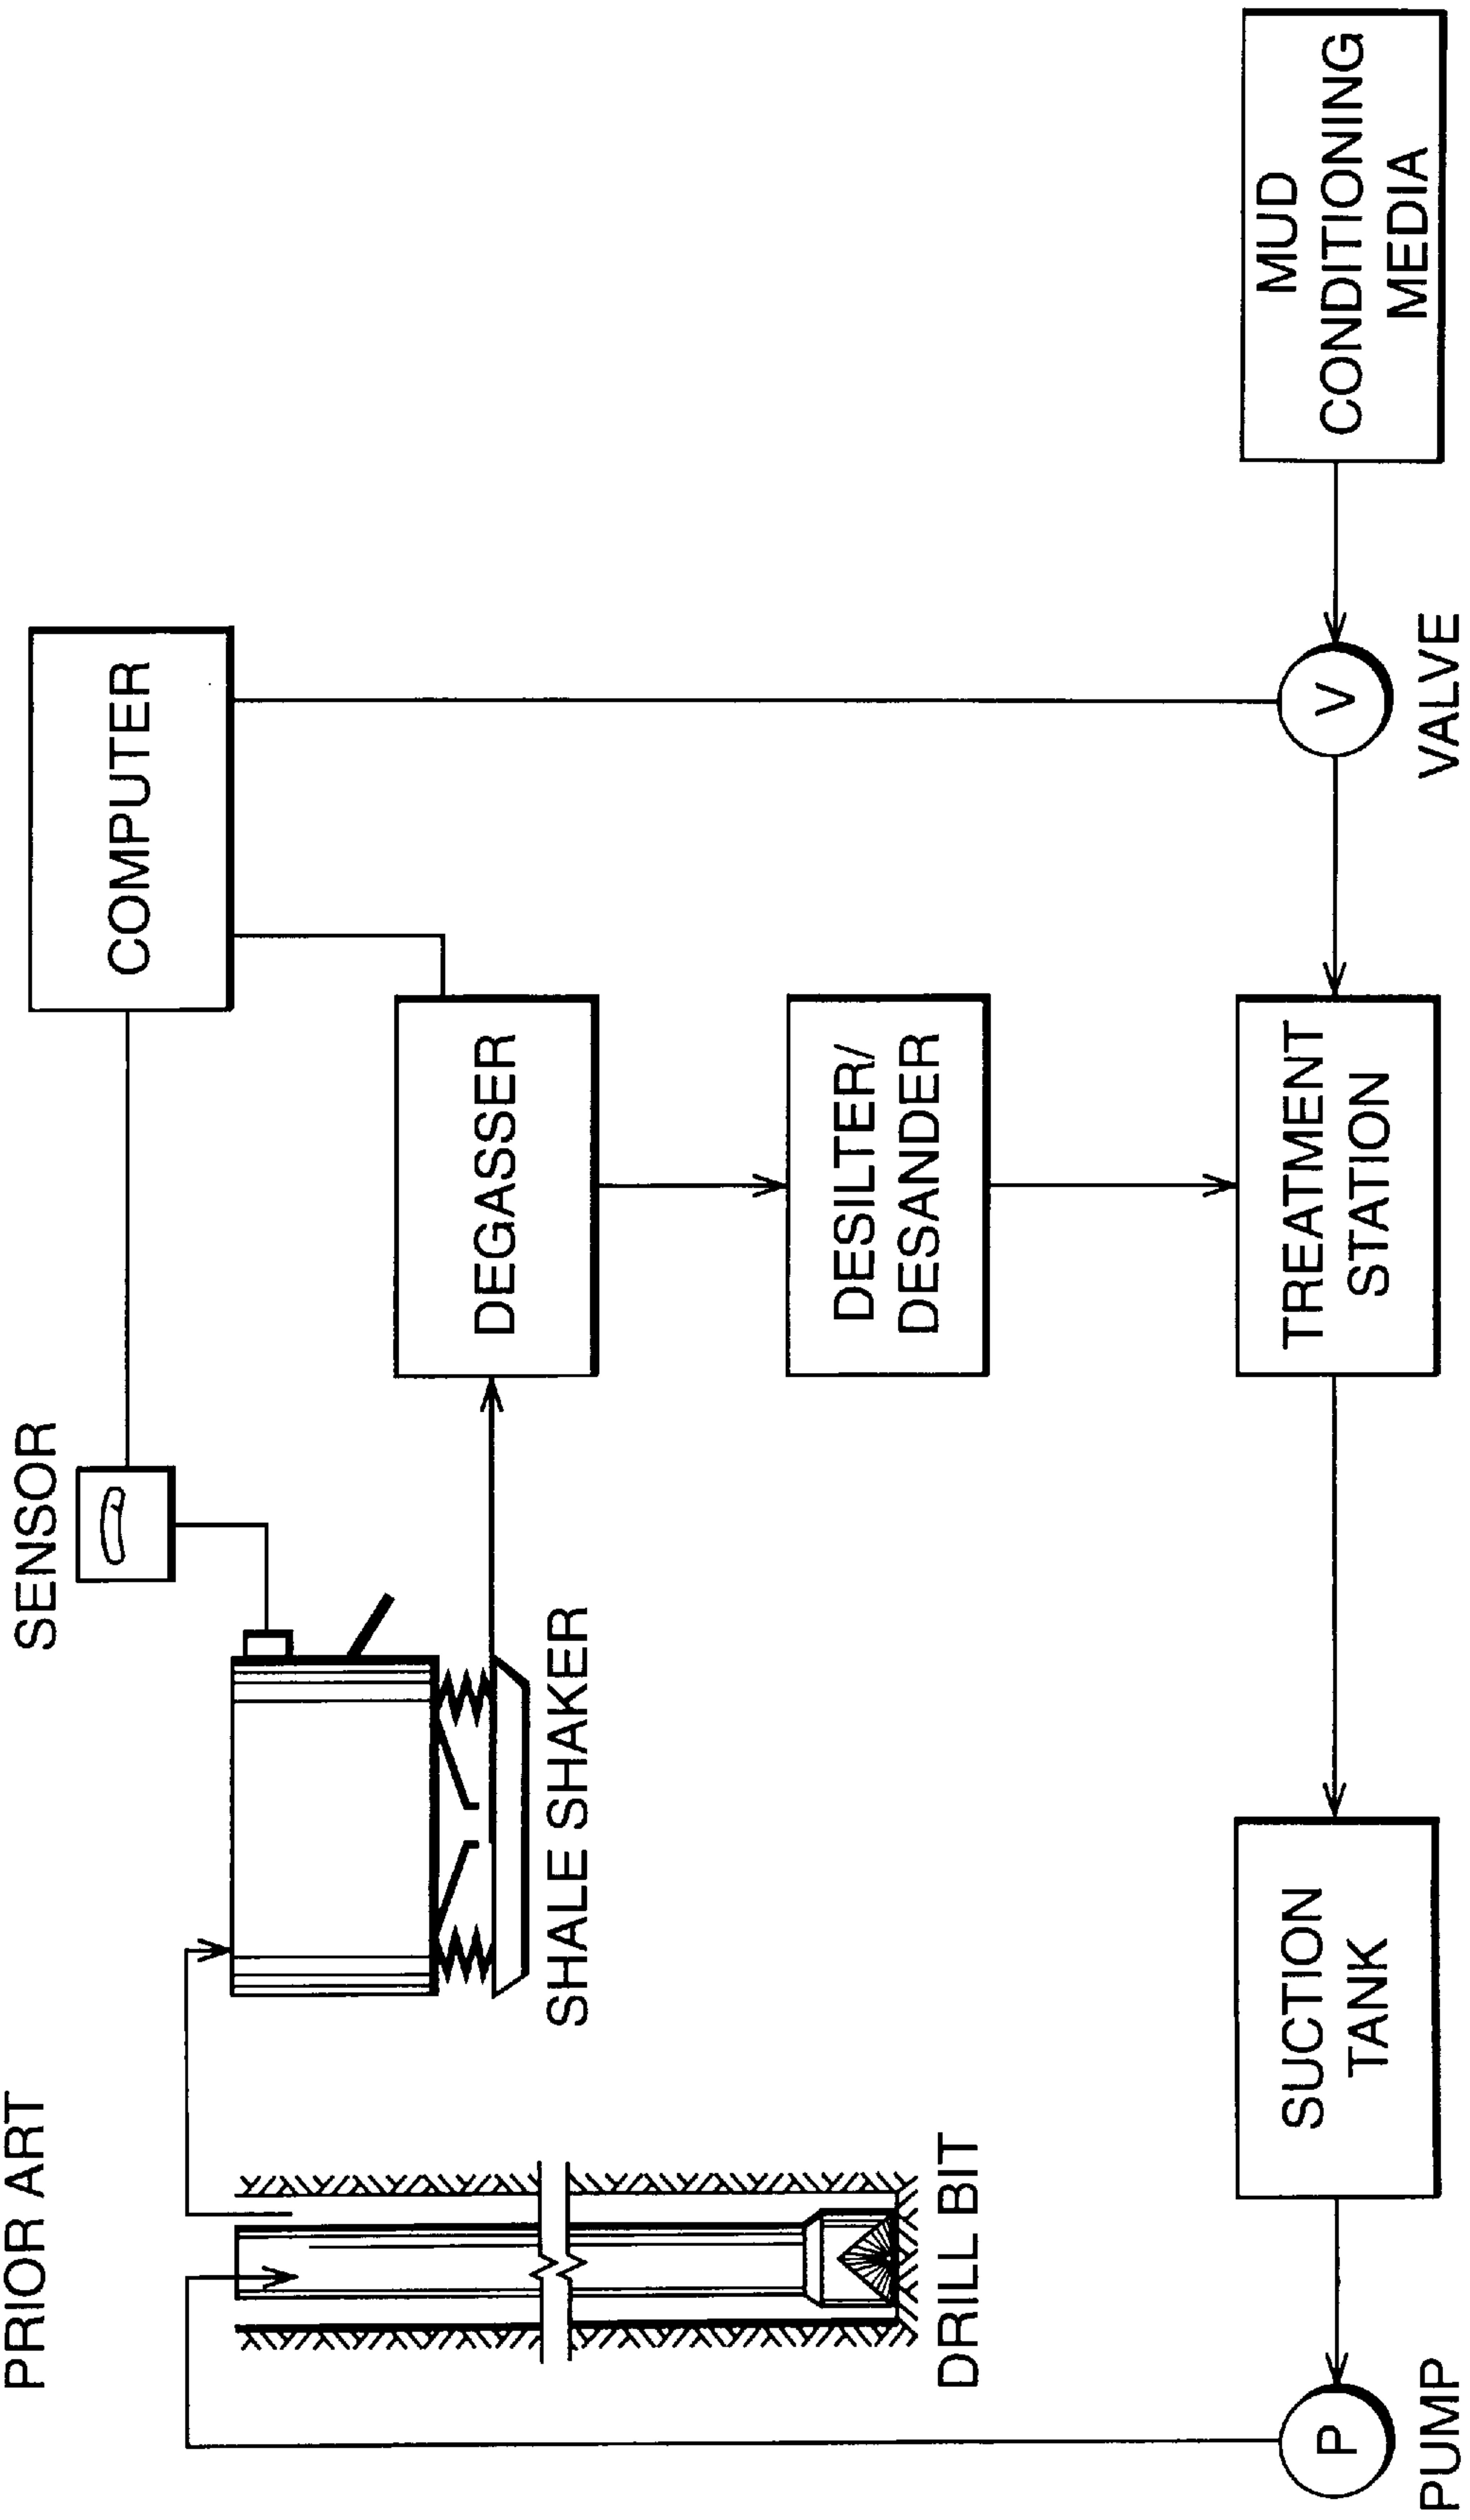 PRIOR ART
SENSOR
COMPUTER
SHALE SHAKER
DEGASSER
DRILL BIT
DESILTER/
DESANDER
P
PUMP
SUCTION
TANK
TREATMENT
STATION
V
VALVE
MUD
CONDITIONING
MEDIA